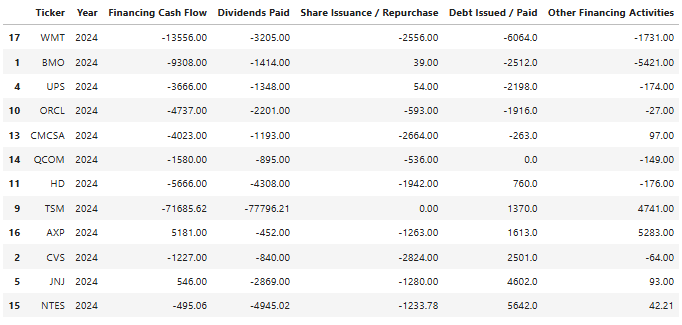 Ticker Year Financing Cash Flow Dividends Paid Share Issuance / Repurchase Debt Issued / Paid Other Financing Activities
17 WMT 2024 -13556.00 -3205.00 -2556.00 -6064.0 -1731.00
1 BMO 2024 -9308.00 -1414.00 39.00 -2512.0 -5421.00
4 UPS 2024 -3666.00 -1348.00 54.00 -2198.0 -174.00
10 ORCL 2024 -4737.00 -2201.00 -593.00 -1916.0 -27.00
13 CMCSA 2024 -4023.00 -1193.00 -2664.00 -263.0 97.00
14 QCOM 2024 -1580.00 -895.00 -536.00 0.0 -149.00
11 HD 2024 -5666.00 -4308.00 -1942.00 760.0 -176.00
9 TSM 2024 -71685.62 -77796.21 0.00 1370.0 4741.00
16 AXP 2024 5181.00 -452.00 -1263.00 1613.0 5283.00
2 CVS 2024 -1227.00 -840.00 -2824.00 2501.0 -64.00
5 JNJ 2024 546.00 -2869.00 -1280.00 4602.0 93.00
15 NTES 2024 -495.06 -4945.02 -1233.78 5642.0 42.21